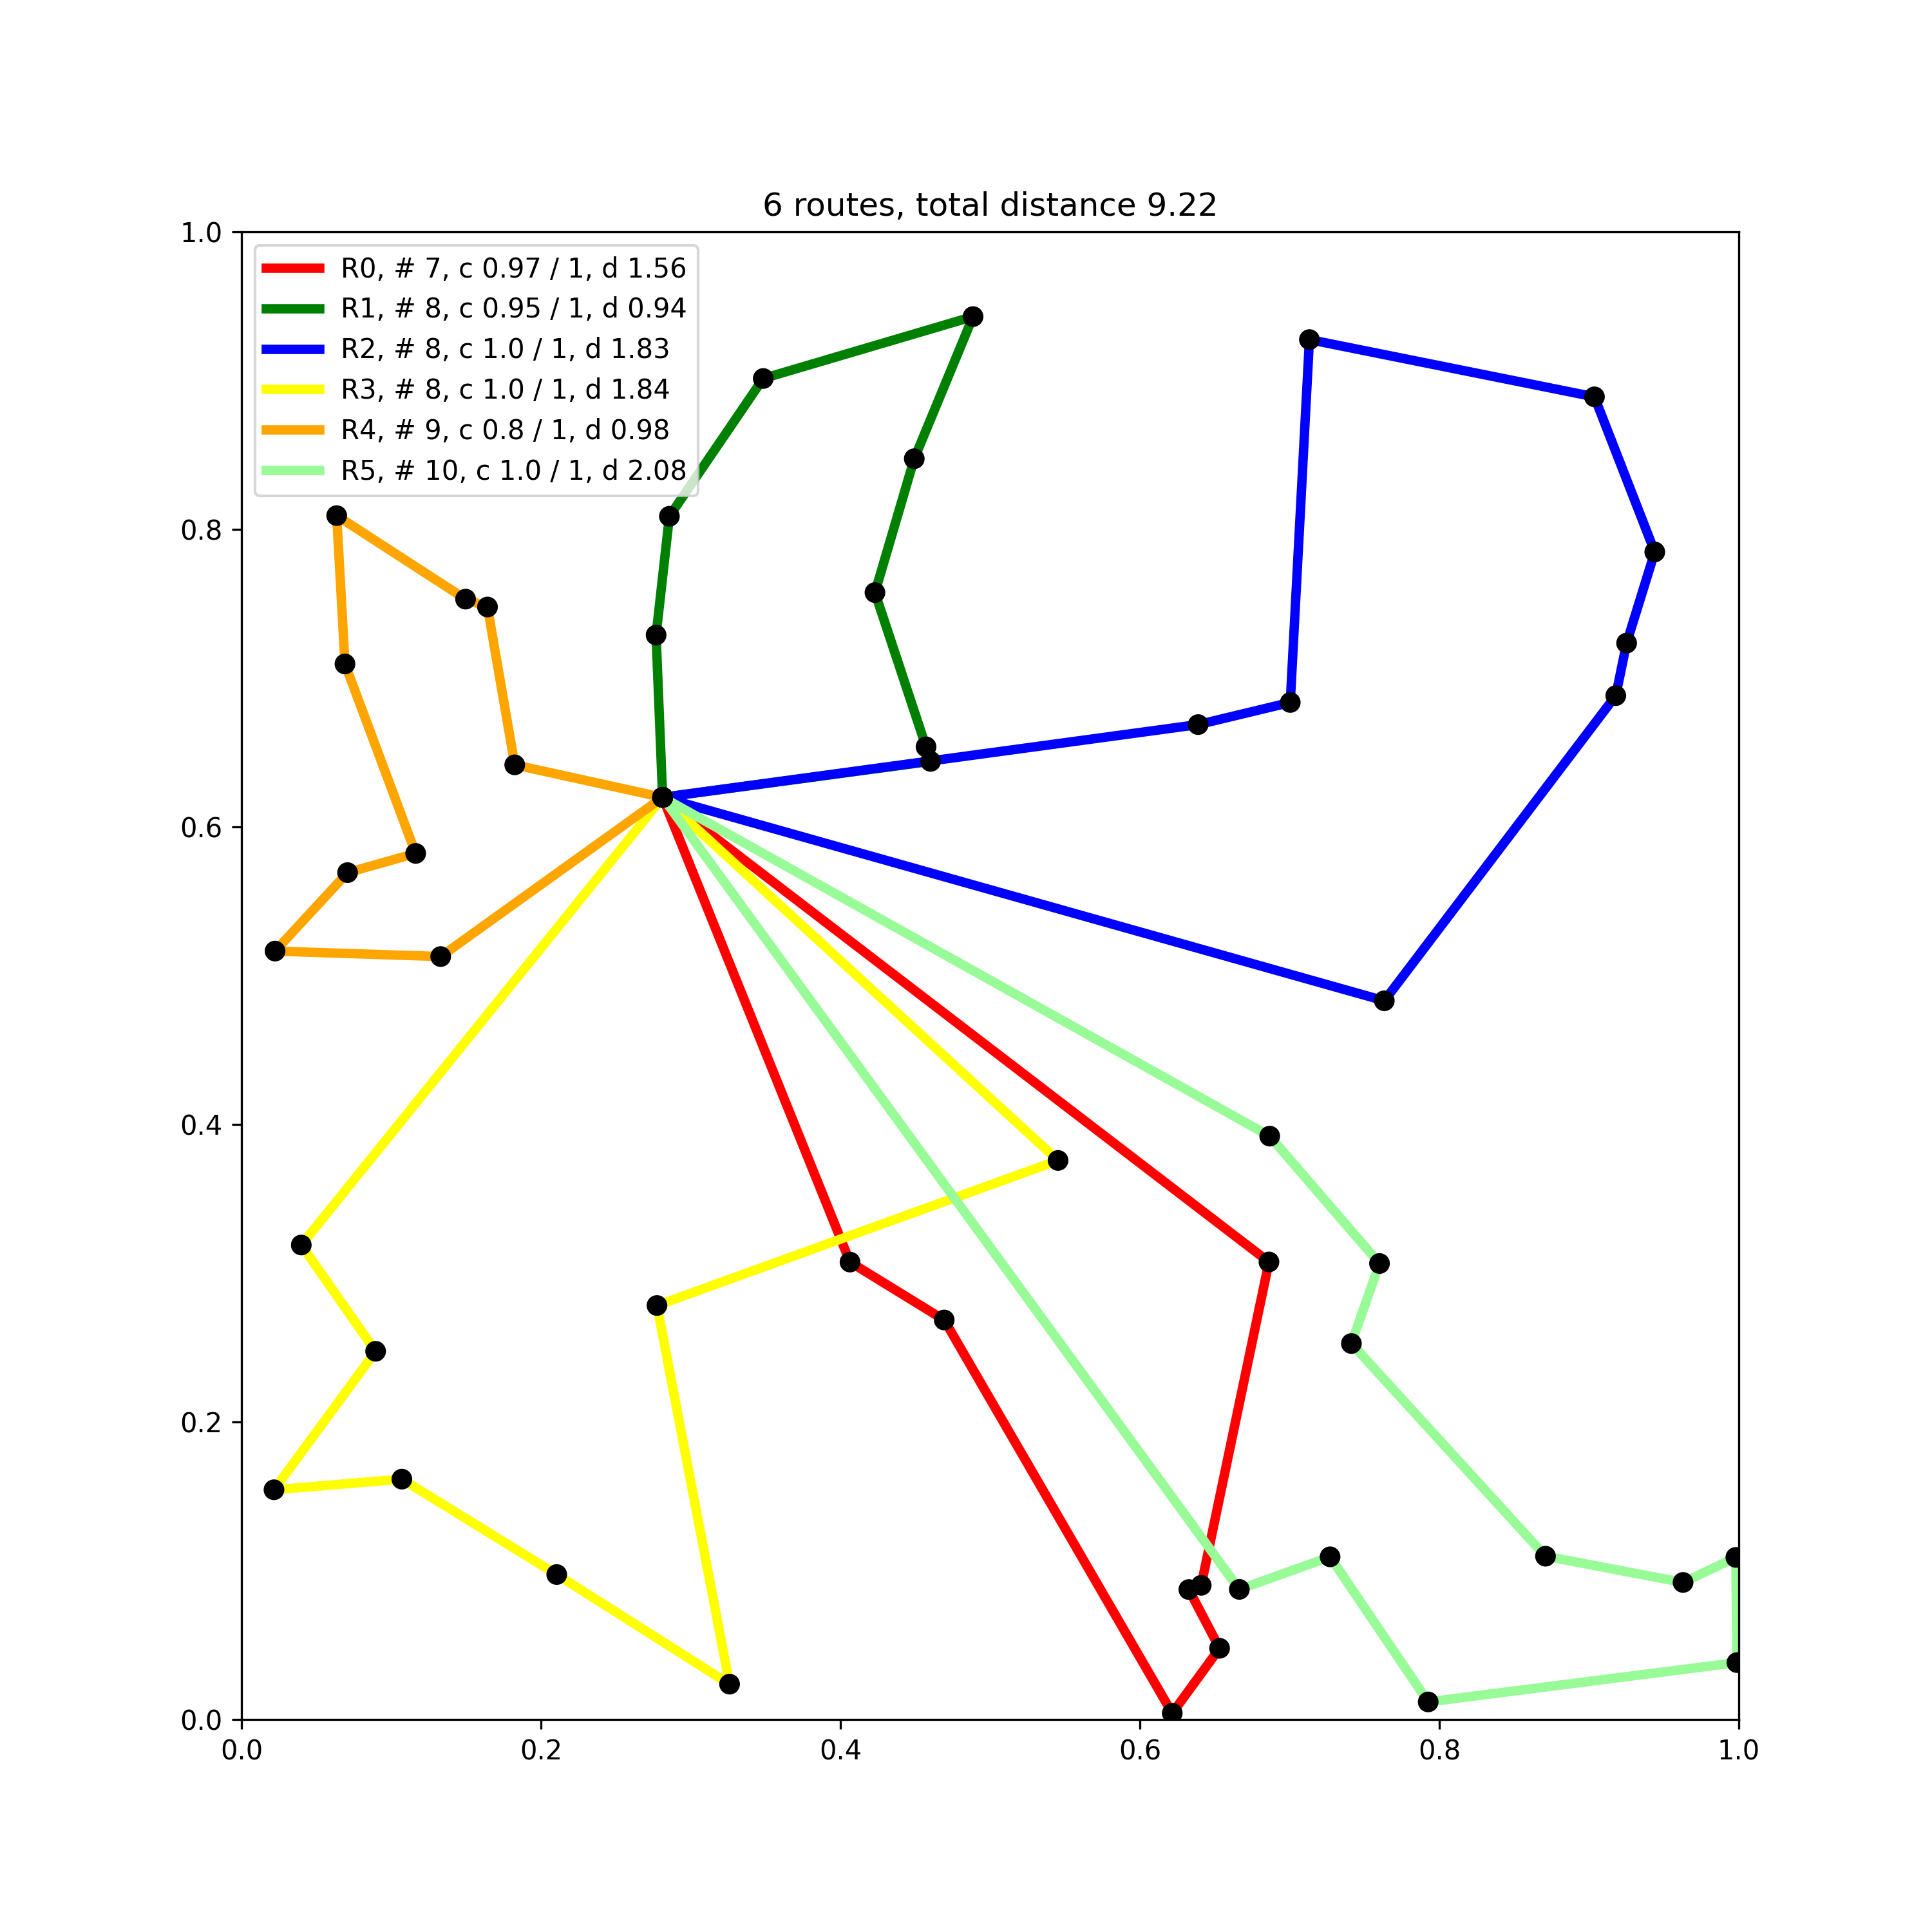 6 routes, total distance 9.22
1.0
R0, # 7, c 0.97 / 1, d 1.56
R1, # 8, c 0.95 / 1, d 0.94
R2, # 8, c 1.0 / 1, d 1.83
R3, # 8, c 1.0 / 1, d 1.84
R4, # 9, c 0.8 / 1, d 0.98
R5, # 10, c 1.0 / 1, d 2.08
0.8
0.6
0.4
0.2
0.0
0.0 0.2 0.4 0.6 0.8 1.0